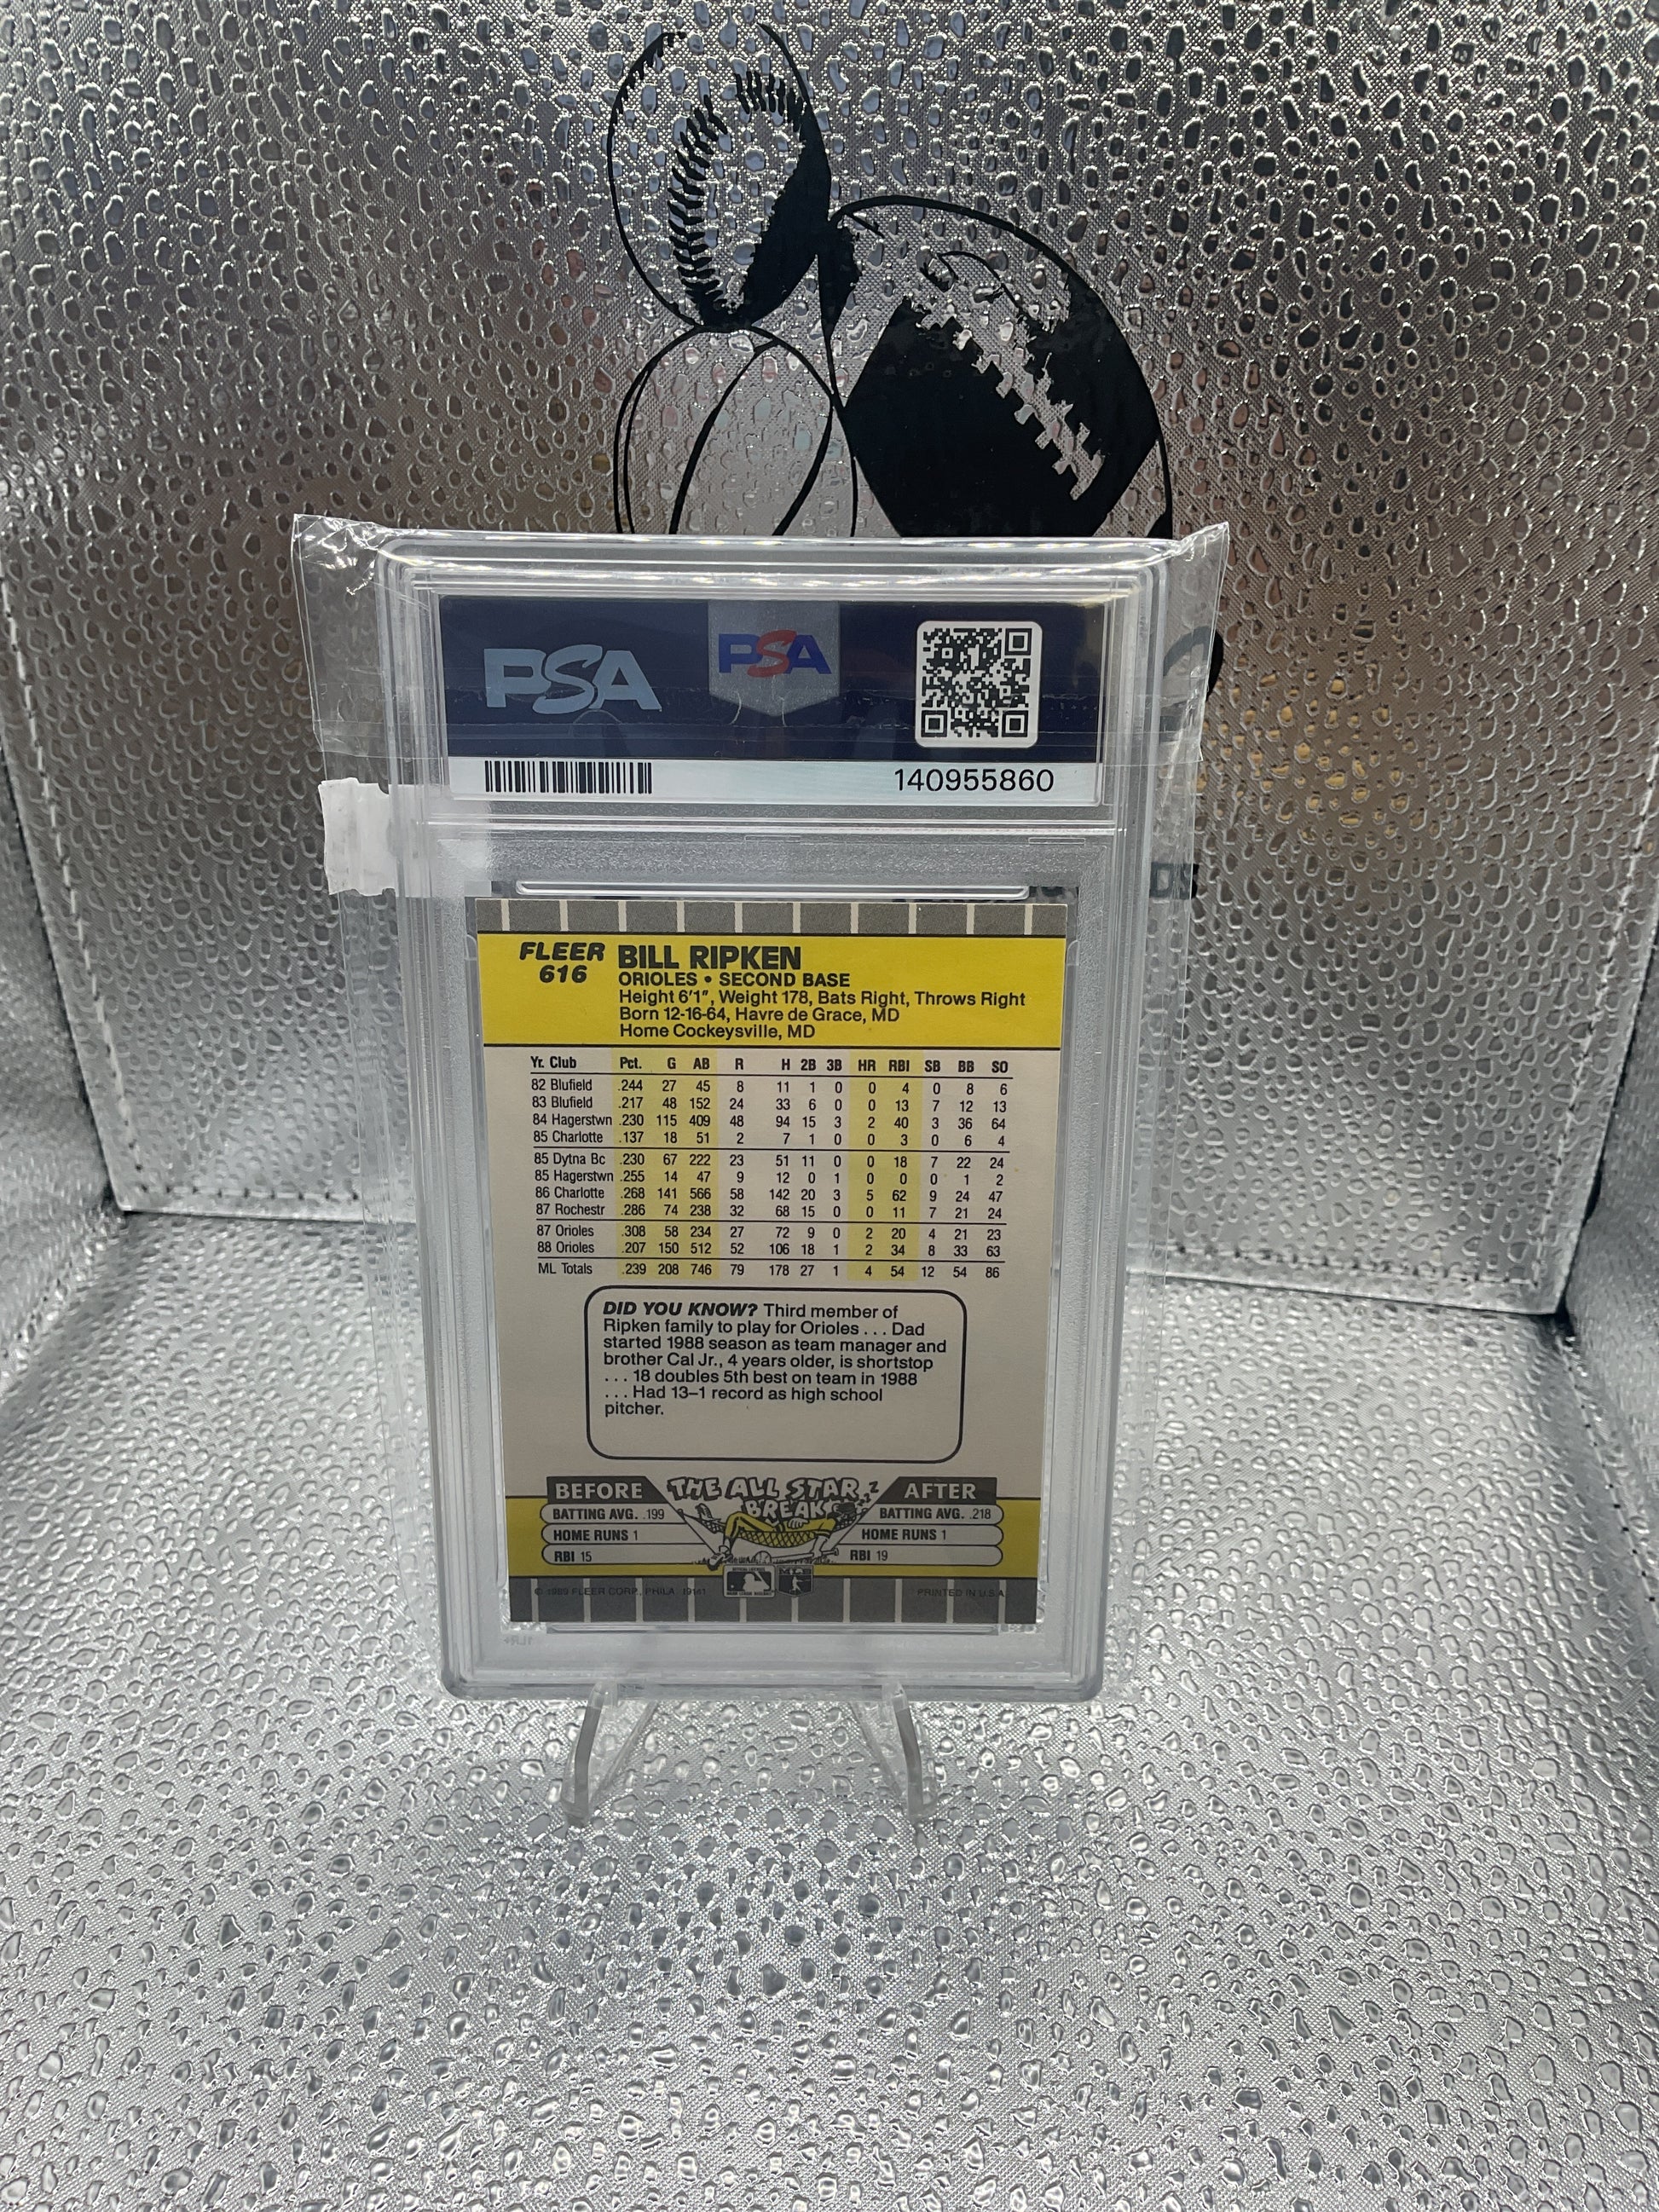 PSA
PSA
140955860
DS
FLEER
616
BILL RIPKEN
ORIOLES • SECOND BASE
Height 6'1", Weight 178, Bats Right, Throws Right
Born 12-16-64, Havre de Grace, MD
Home Cockeysville, MD
Yr. Club Pct. G AB R H 2B 3B HR RBI SB BB SO
82 Blufield .244 27 45 8 11 1 0 0 4 0 8 6
83 Blufield .217 48 152 24 33 6 0 0 13 7 12 13
84 Hagerstwn .230 115 409 48 94 15 3 2 40 3 36 64
85 Charlotte .137 18 51 2 7 1 0 0 3 0 6 4
85 Dytna Bc .230 67 222 23 51 11 0 0 18 7 22 24
85 Hagerstwn .255 14 47 9 12 0 1 0 0 0 1 2
86 Charlotte .268 141 566 58 142 20 3 5 62 9 24 47
87 Rochestr .286 74 238 32 68 15 0 0 11 7 21 24
87 Orioles .308 58 234 27 72 9 0 2 20 4 21 23
88 Orioles .207 150 512 52 106 18 1 2 34 8 33 63
ML Totals .239 208 746 79 178 27 1 4 54 12 54 86
DID YOU KNOW? Third member of
Ripken family to play for Orioles . . . Dad
started 1988 season as team manager and
brother Cal Jr., 4 years older, is shortstop
. . . 18 doubles 5th best on team in 1988
. . . Had 13–1 record as high school
pitcher.
BEFORE THE ALL STAR BREAK AFTER
BATTING AVG. .199 BATTING AVG. .218
HOME RUNS 1 HOME RUNS 1
RBI 15 RBI 19
© 1989 FLEER CORP., PHILA. 19141 PRINTED IN U.S.A.